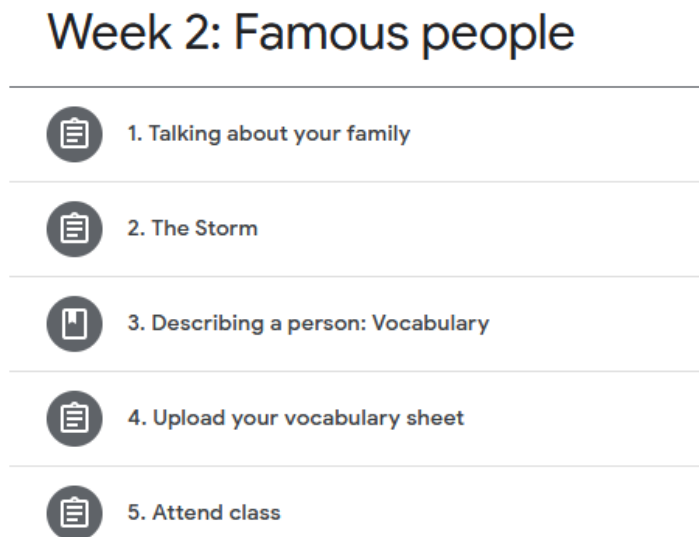 Week 2: Famous people
1. Talking about your family
2. The Storm
3. Describing a person: Vocabulary
4. Upload your vocabulary sheet
5. Attend class